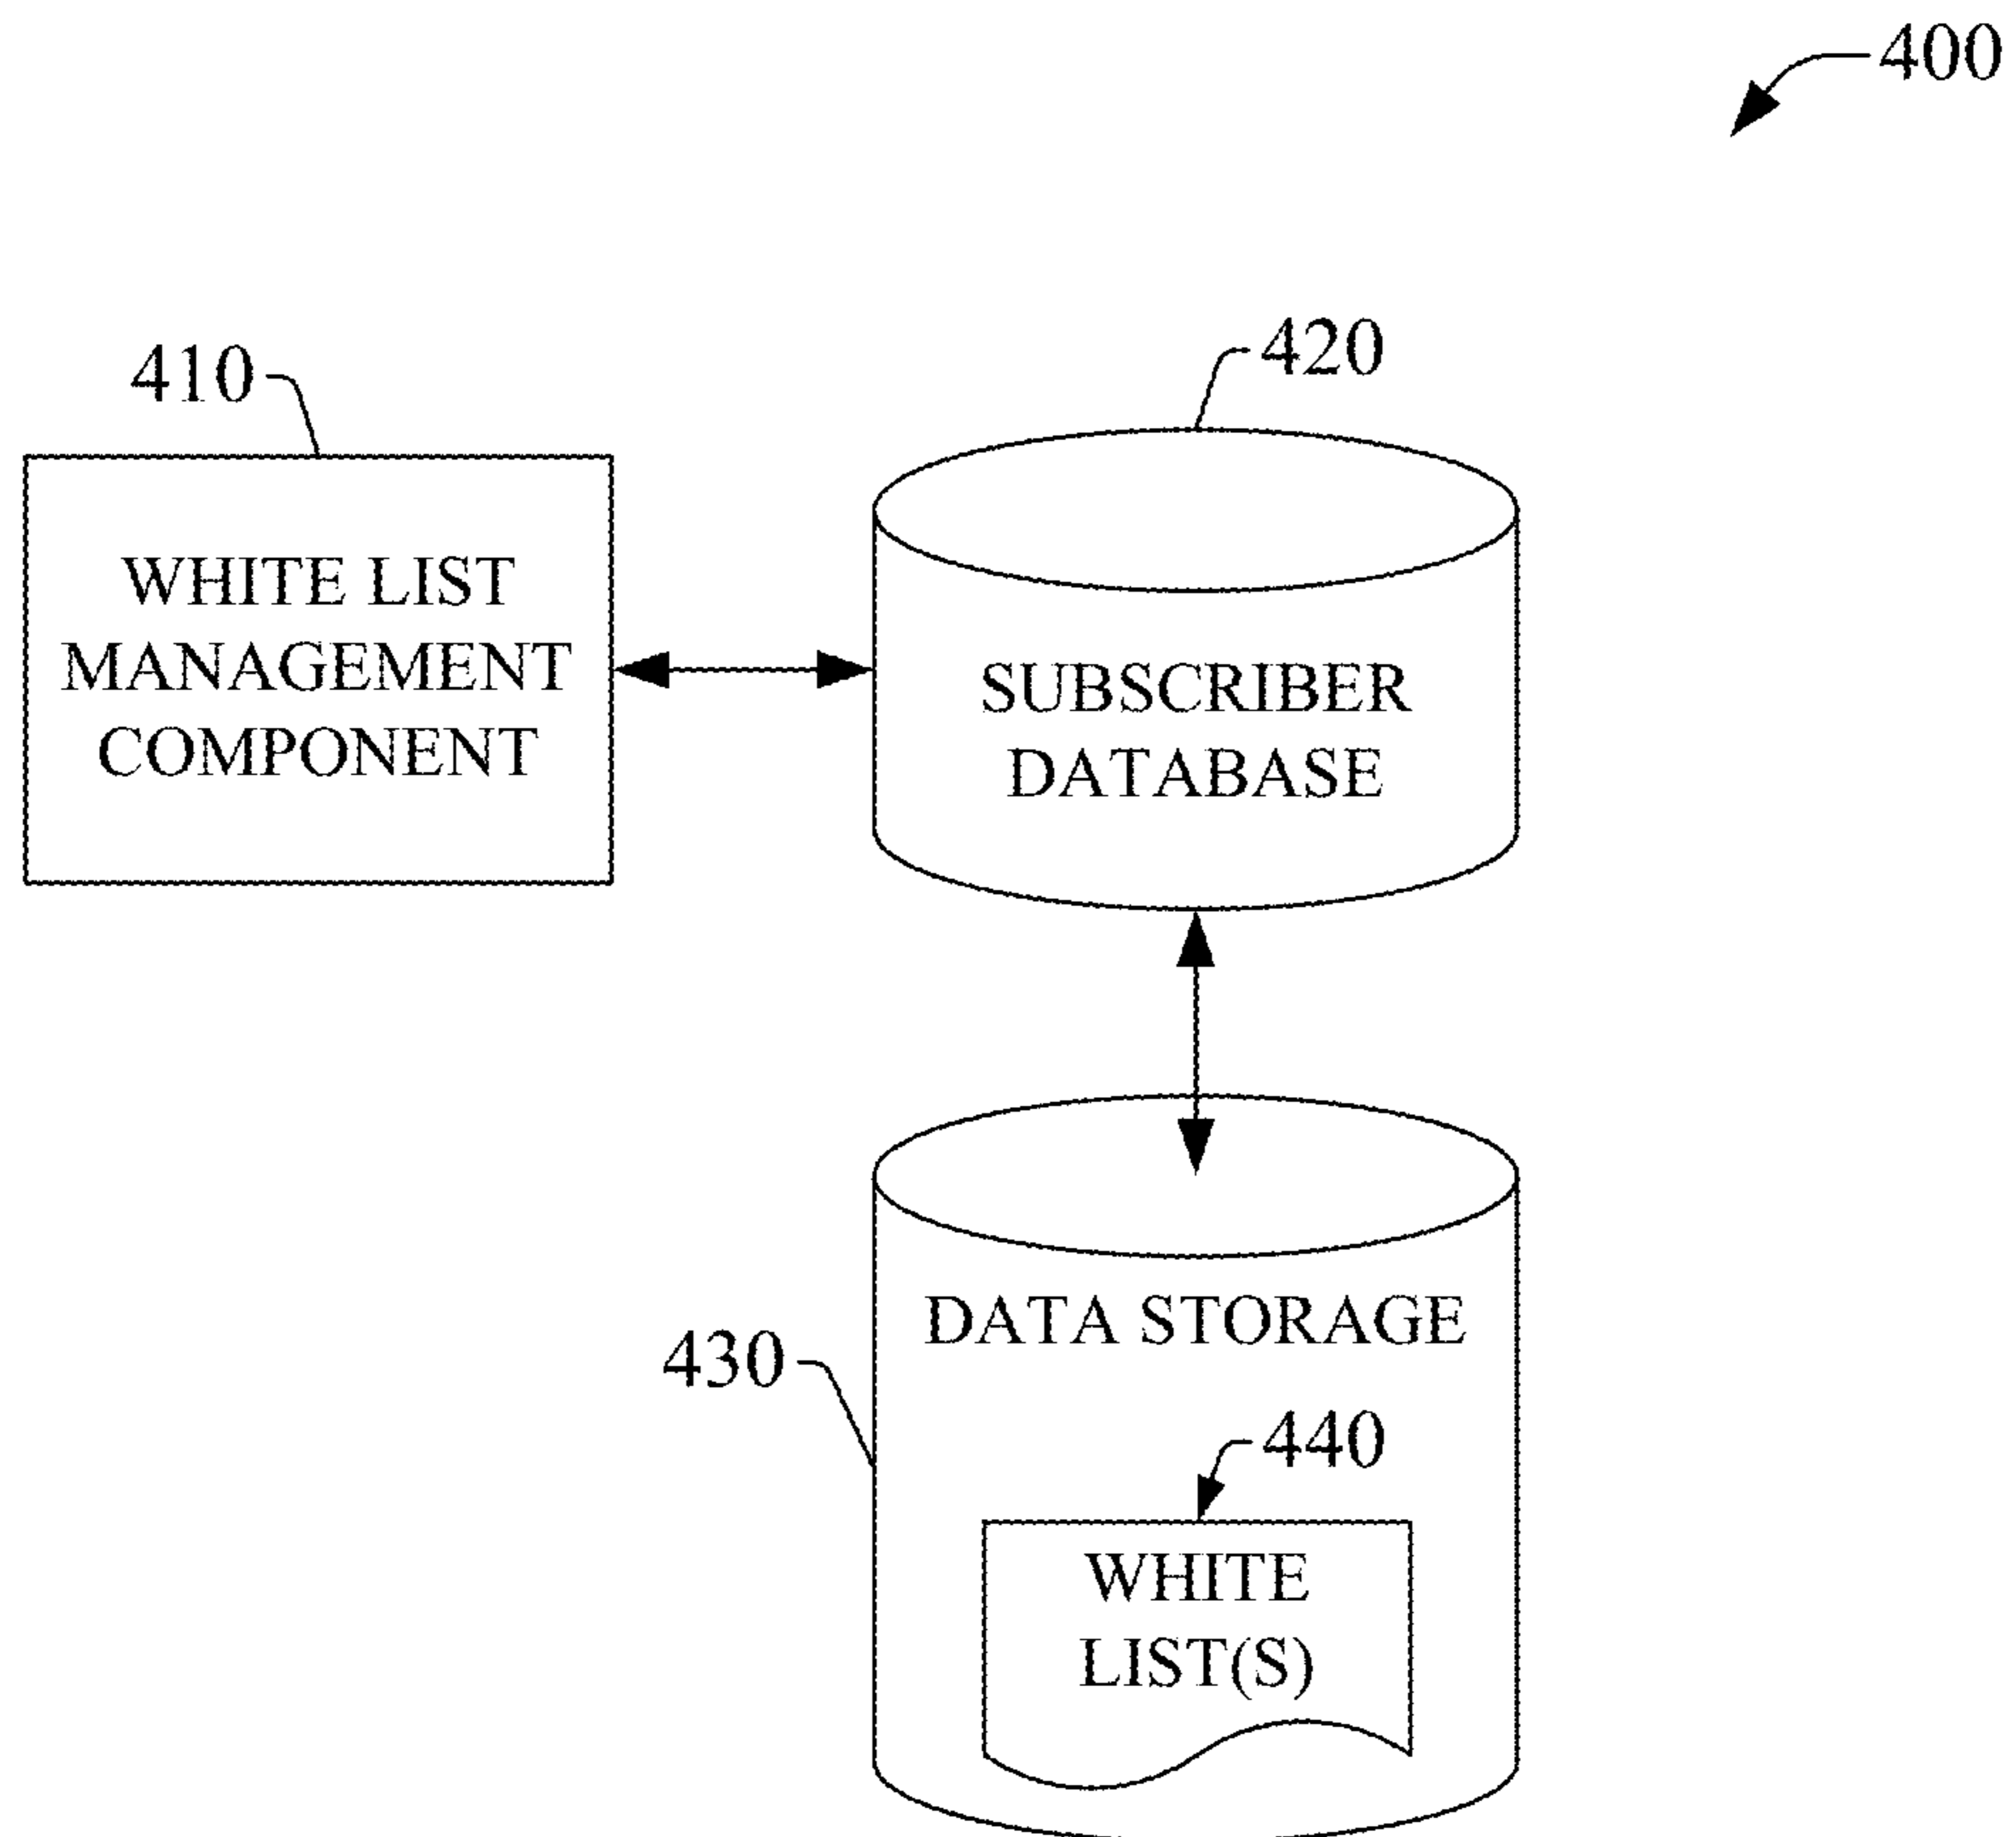 400
420
410
WHITE LIST
MANAGEMENT
COMPONENT
SUBSCRIBER
DATABASE
DATA STORAGE
430
440
WHITE
LIST(S)